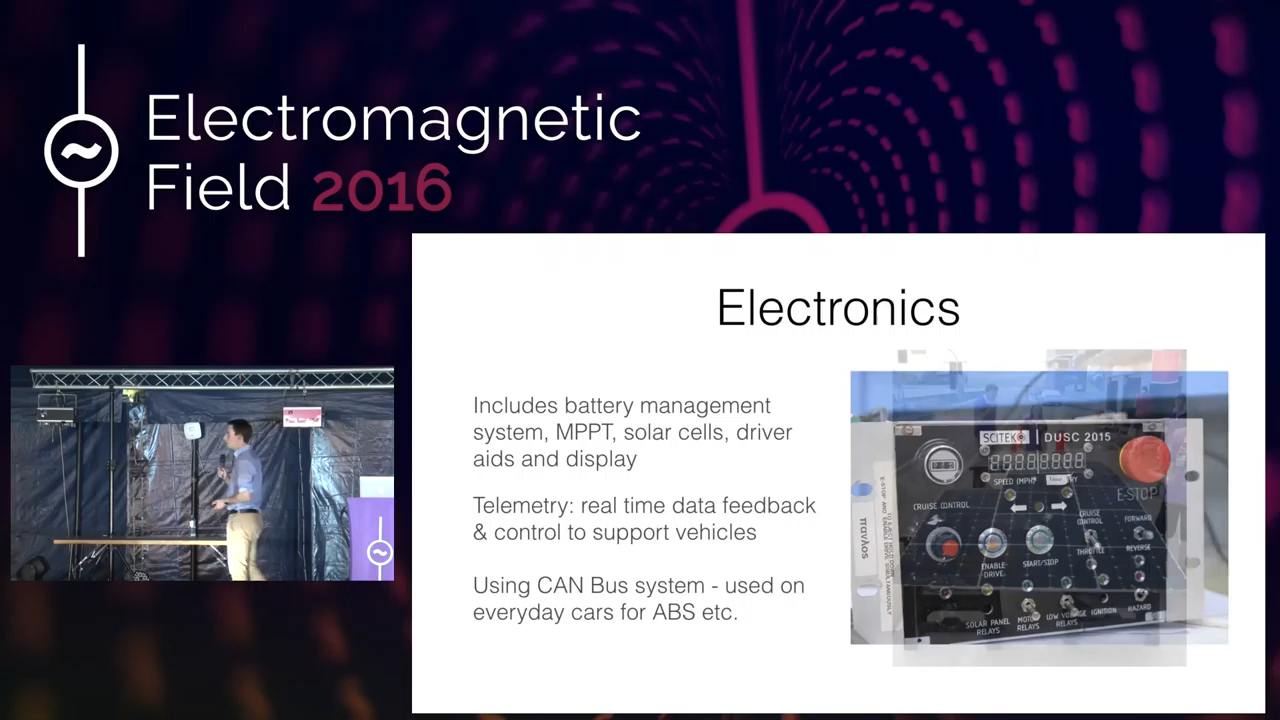 Electromagnetic
Field 2016
Electronics
Includes battery management
system, MPPT, solar cells, driver
aids and display
Telemetry: real time data feedback
& control to support vehicles
Using CAN Bus system - used on
everyday cars for ABS etc.
SCITEK DUSC 2015
SPEED (MPH)
E-STOP
CRUISE CONTROL
CRUISE
CONTROL
FORWARD
THROTTLE
REVERSE
ENABLE
DRIVE
START/STOP
SOLAR PANEL
RELAYS
MOTOR
RELAYS
LOW VOLTAGE
RELAYS
IGNITION
HAZARD